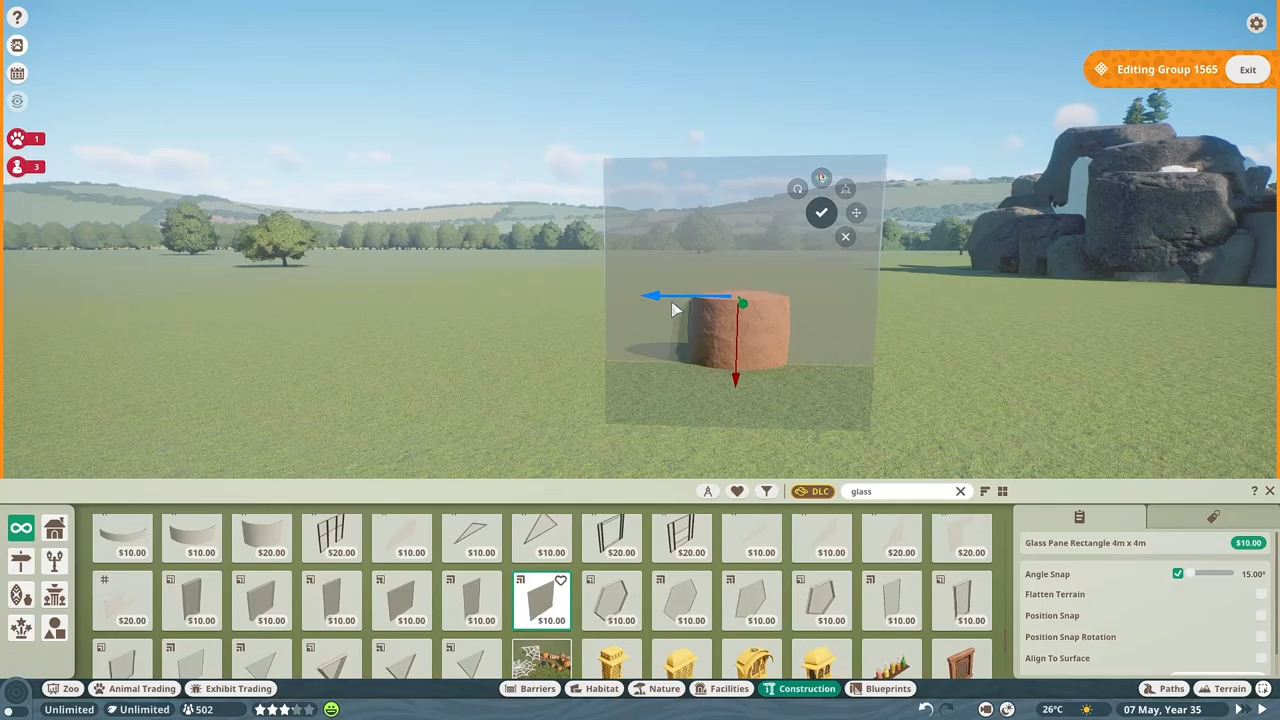 ?
Editing Group 1565
Exit
1
3
DLC
glass
?
$10.00
$10.00
$20.00
$20.00
$10.00
$10.00
$10.00
$20.00
$20.00
$10.00
$10.00
$20.00
$20.00
Glass Pane Rectangle 4m x 4m
$10.00
Angle Snap
15.00°
Flatten Terrain
Position Snap
Position Snap Rotation
Align To Surface
$20.00
$10.00
$10.00
$10.00
$10.00
$10.00
$10.00
$10.00
$10.00
$10.00
$10.00
$10.00
$10.00
Zoo
Animal Trading
Exhibit Trading
Barriers
Habitat
Nature
Facilities
Construction
Blueprints
Paths
Terrain
Unlimited
Unlimited
502
26°C
07 May, Year 35